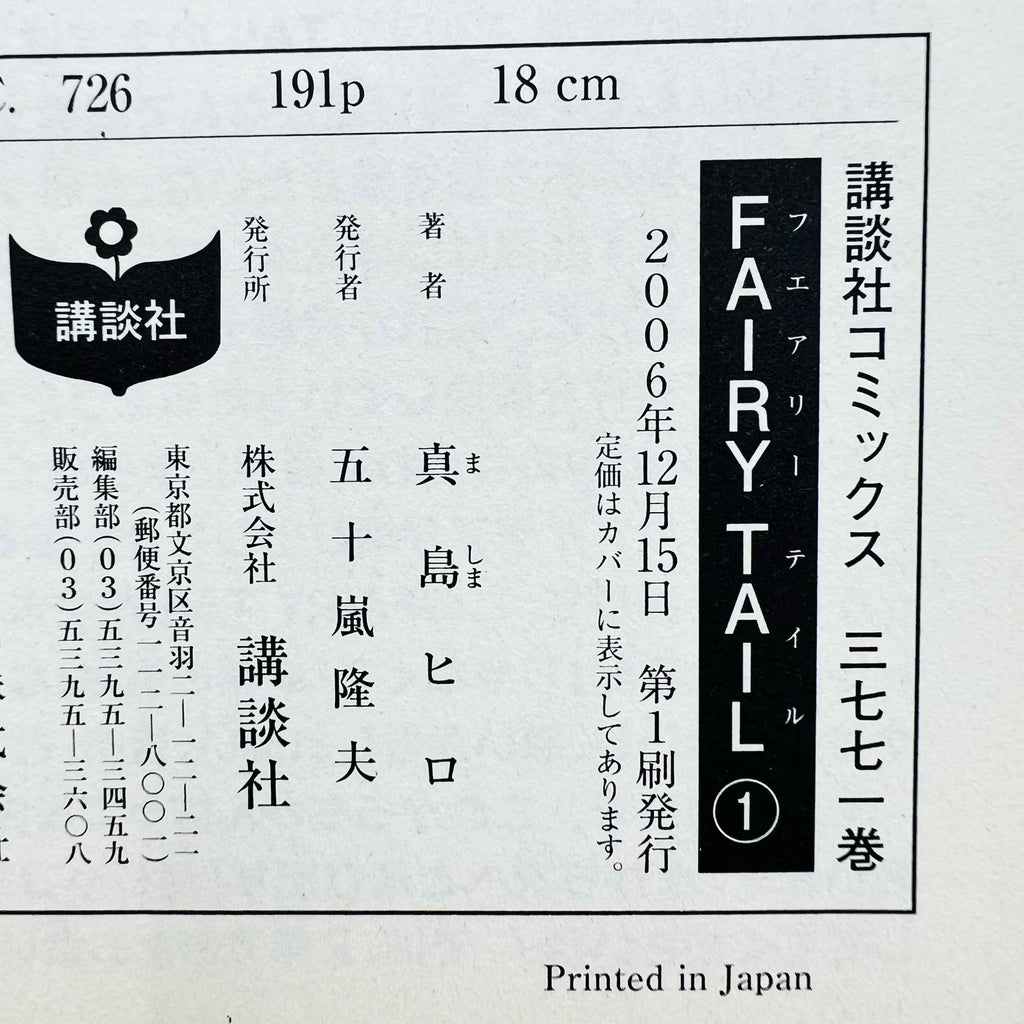 C. 726 191p 18 cm
講談社コミックス 三七七一巻
FAIRY TAIL ①
フェアリーテイル
2006年12月15日 第1刷発行
定価はカバーに表示してあります。
著者 真島ヒロ
ま しま
発行者 五十嵐隆夫
発行所 株式会社 講談社
東京都文京区音羽二—一二—二一
(郵便番号一一二—八〇〇一)
編集部(03)五三九五—三四五九
販売部(03)五三九五—三六〇八
講談社
株式会社
Printed in Japan